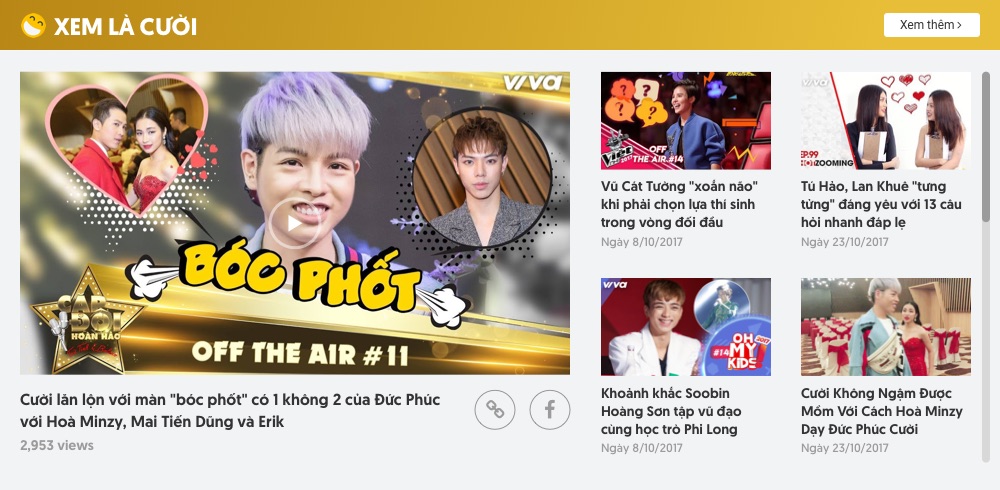 XEM LÀ CƯỜI
Xem thêm >
VIVA
BÓC PHỐT
CẶP
ĐÔI
HOÀN HẢO
OFF THE AIR #11
Cười lăn lộn với màn "bóc phốt" có 1 không 2 của Đức Phúc
với Hoà Minzy, Mai Tiến Dũng và Erik
2,953 views
2017
OFF
THE AIR.#14
Vũ Cát Tường "xoắn não"
khi phải chọn lựa thí sinh
trong vòng đối đầu
Ngày 8/10/2017
VIVA
EP.99
ZOOMING
Tú Hảo, Lan Khuê "tưng
tửng" đáng yêu với 13 câu
hỏi nhanh đáp lẹ
Ngày 23/10/2017
VIVA
OH
#14 MY
KIDS
2017
Khoảnh khắc Soobin
Hoàng Sơn tập vũ đạo
cùng học trò Phi Long
Ngày 8/10/2017
Cười Không Ngậm Được
Mồm Với Cách Hoà Minzy
Dạy Đức Phúc Cười
Ngày 23/10/2017